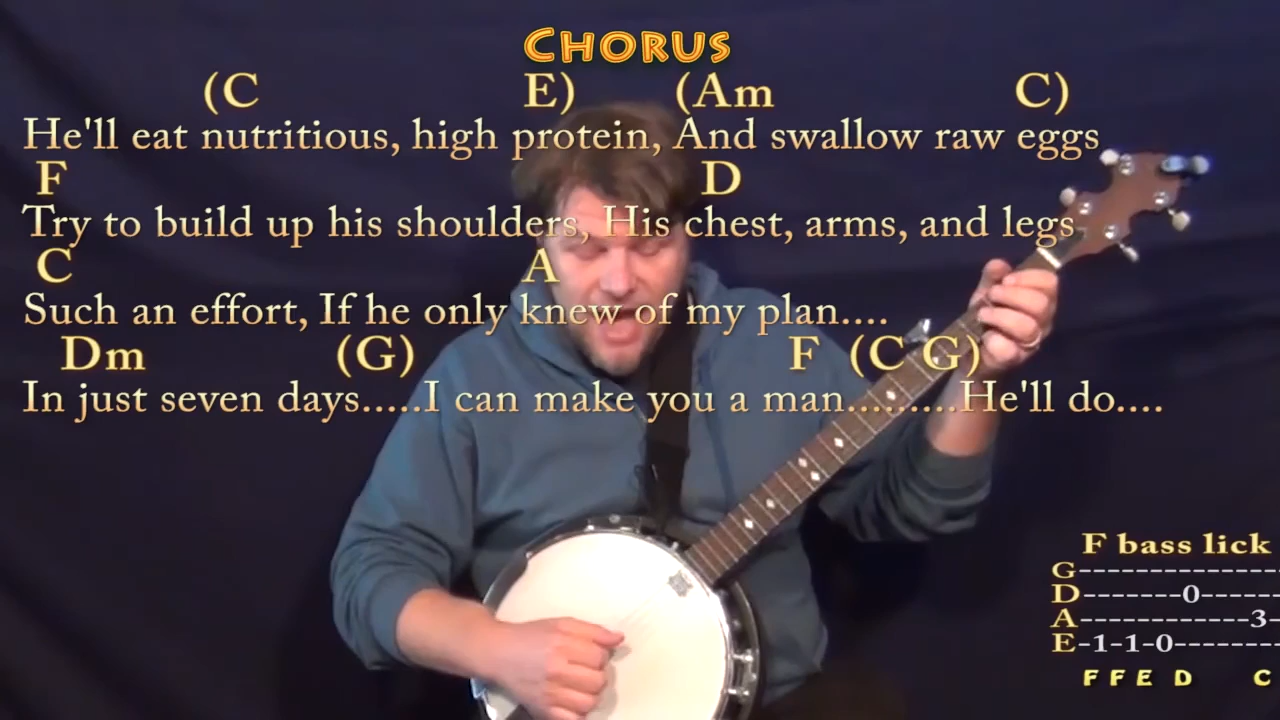 CHORUS
(C E) (Am C)
He'll eat nutritious, high protein, And swallow raw eggs
F D
Try to build up his shoulders, His chest, arms, and legs
C A
Such an effort, If he only knew of my plan....
Dm (G) F (C G)
In just seven days.....I can make you a man.........He'll do....
F bass lick
G--------------
D-------0------
A------------3-
E-1-1-0--------
F F E D C